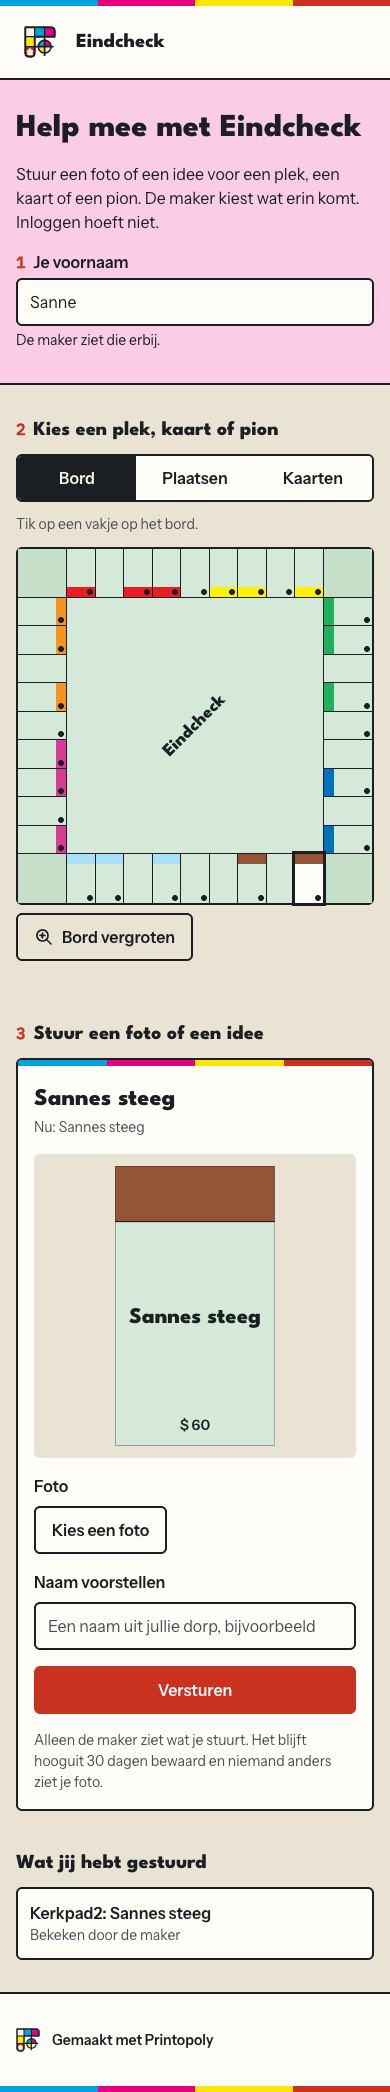 Eindcheck
Help mee met Eindcheck
Stuur een foto of een idee voor een plek, een
kaart of een pion. De maker kiest wat erin komt.
Inloggen hoeft niet.
1 Je voornaam
Sanne
De maker ziet die erbij.
2 Kies een plek, kaart of pion
Bord
Plaatsen
Kaarten
Tik op een vakje op het bord.
Eindcheck
Bord vergroten
3 Stuur een foto of een idee
Sannes steeg
Nu: Sannes steeg
Sannes steeg
$ 60
Foto
Kies een foto
Naam voorstellen
Een naam uit jullie dorp, bijvoorbeeld
Versturen
Alleen de maker ziet wat je stuurt. Het blijft
hooguit 30 dagen bewaard en niemand anders
ziet je foto.
Wat jij hebt gestuurd
Kerkpad2: Sannes steeg
Bekeken door de maker
Gemaakt met Printopoly